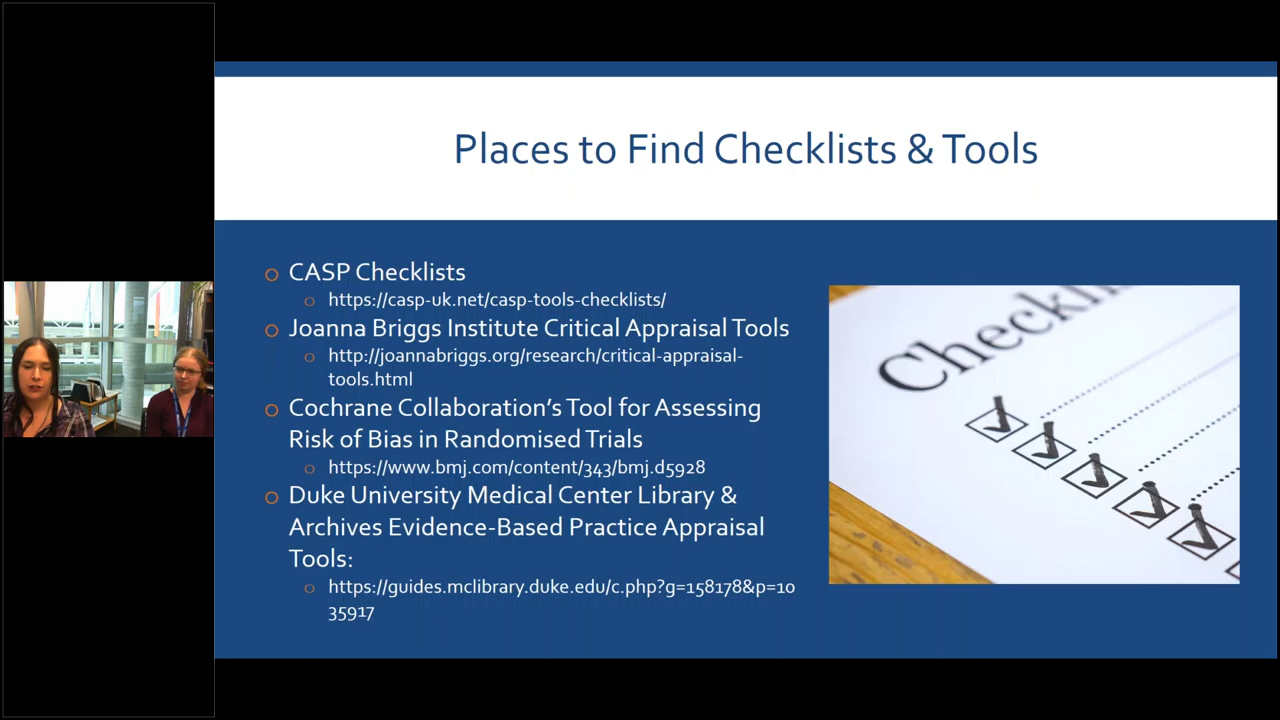 Places to Find Checklists & Tools
CASP Checklists
https://casp-uk.net/casp-tools-checklists/
Joanna Briggs Institute Critical Appraisal Tools
http://joannabriggs.org/research/critical-appraisal-
tools.html
Cochrane Collaboration's Tool for Assessing
Risk of Bias in Randomised Trials
https://www.bmj.com/content/343/bmj.d5928
Duke University Medical Center Library &
Archives Evidence-Based Practice Appraisal
Tools:
https://guides.mclibrary.duke.edu/c.php?g=158178&p=10
35917
Checkli